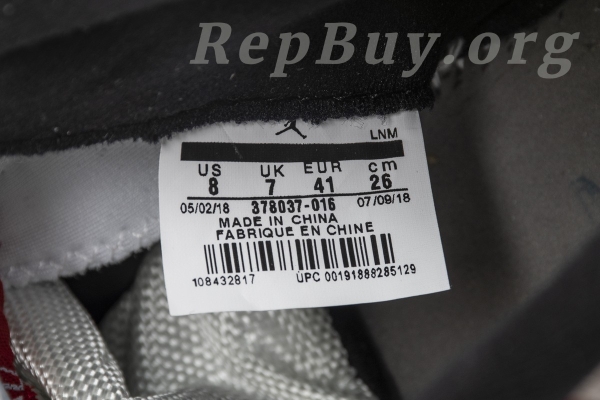 RepBuy.org
LNM
US UK EUR cm
8 7 41 26
05/02/18 378037-016 07/09/18
MADE IN CHINA
FABRIQUE EN CHINE
108432817 UPC 00191888285129